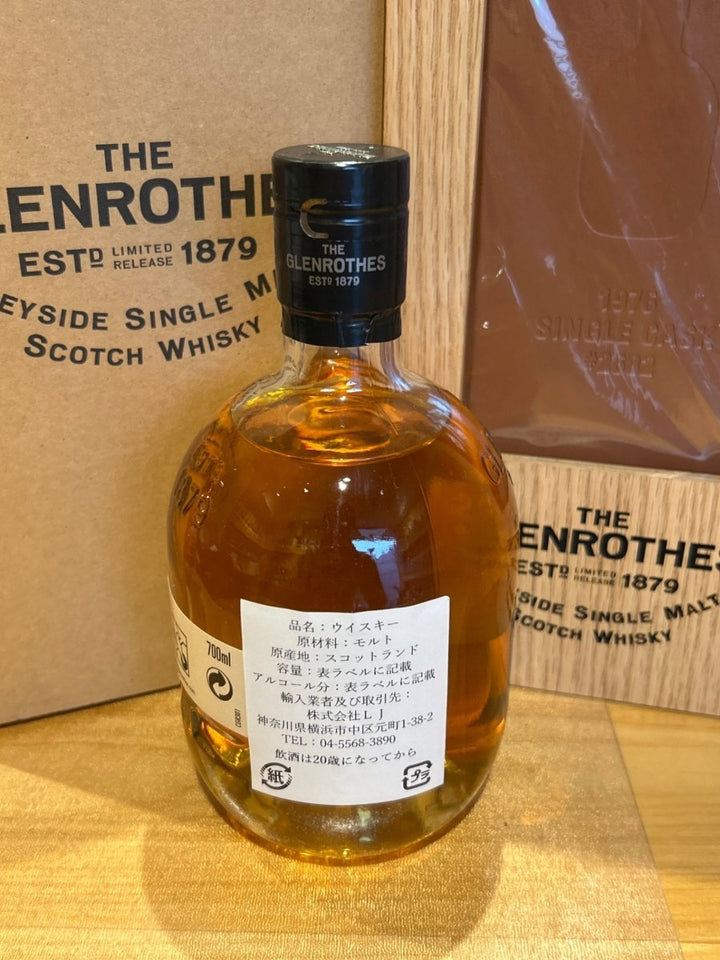 THE
LENROTHE
ESTD LIMITED RELEASE 1879
EYSIDE SINGLE M
SCOTCH WHISKY
THE
GLENROTHES
ESTD 1879
1976
SINGLE CASK
THE
ENROTHES
ESTD LIMITED RELEASE 1879
SIDE SINGLE MALT
SCOTCH WHISKY
700ml
品名：ウイスキー
原材料：モルト
原産地：スコットランド
容量：表ラベルに記載
アルコール分：表ラベルに記載
輸入業者及び取引先：
株式会社ＬＪ
神奈川県横浜市中区元町1-38-2
TEL：04-5568-3890
飲酒は20歳になってから
紙
プラ